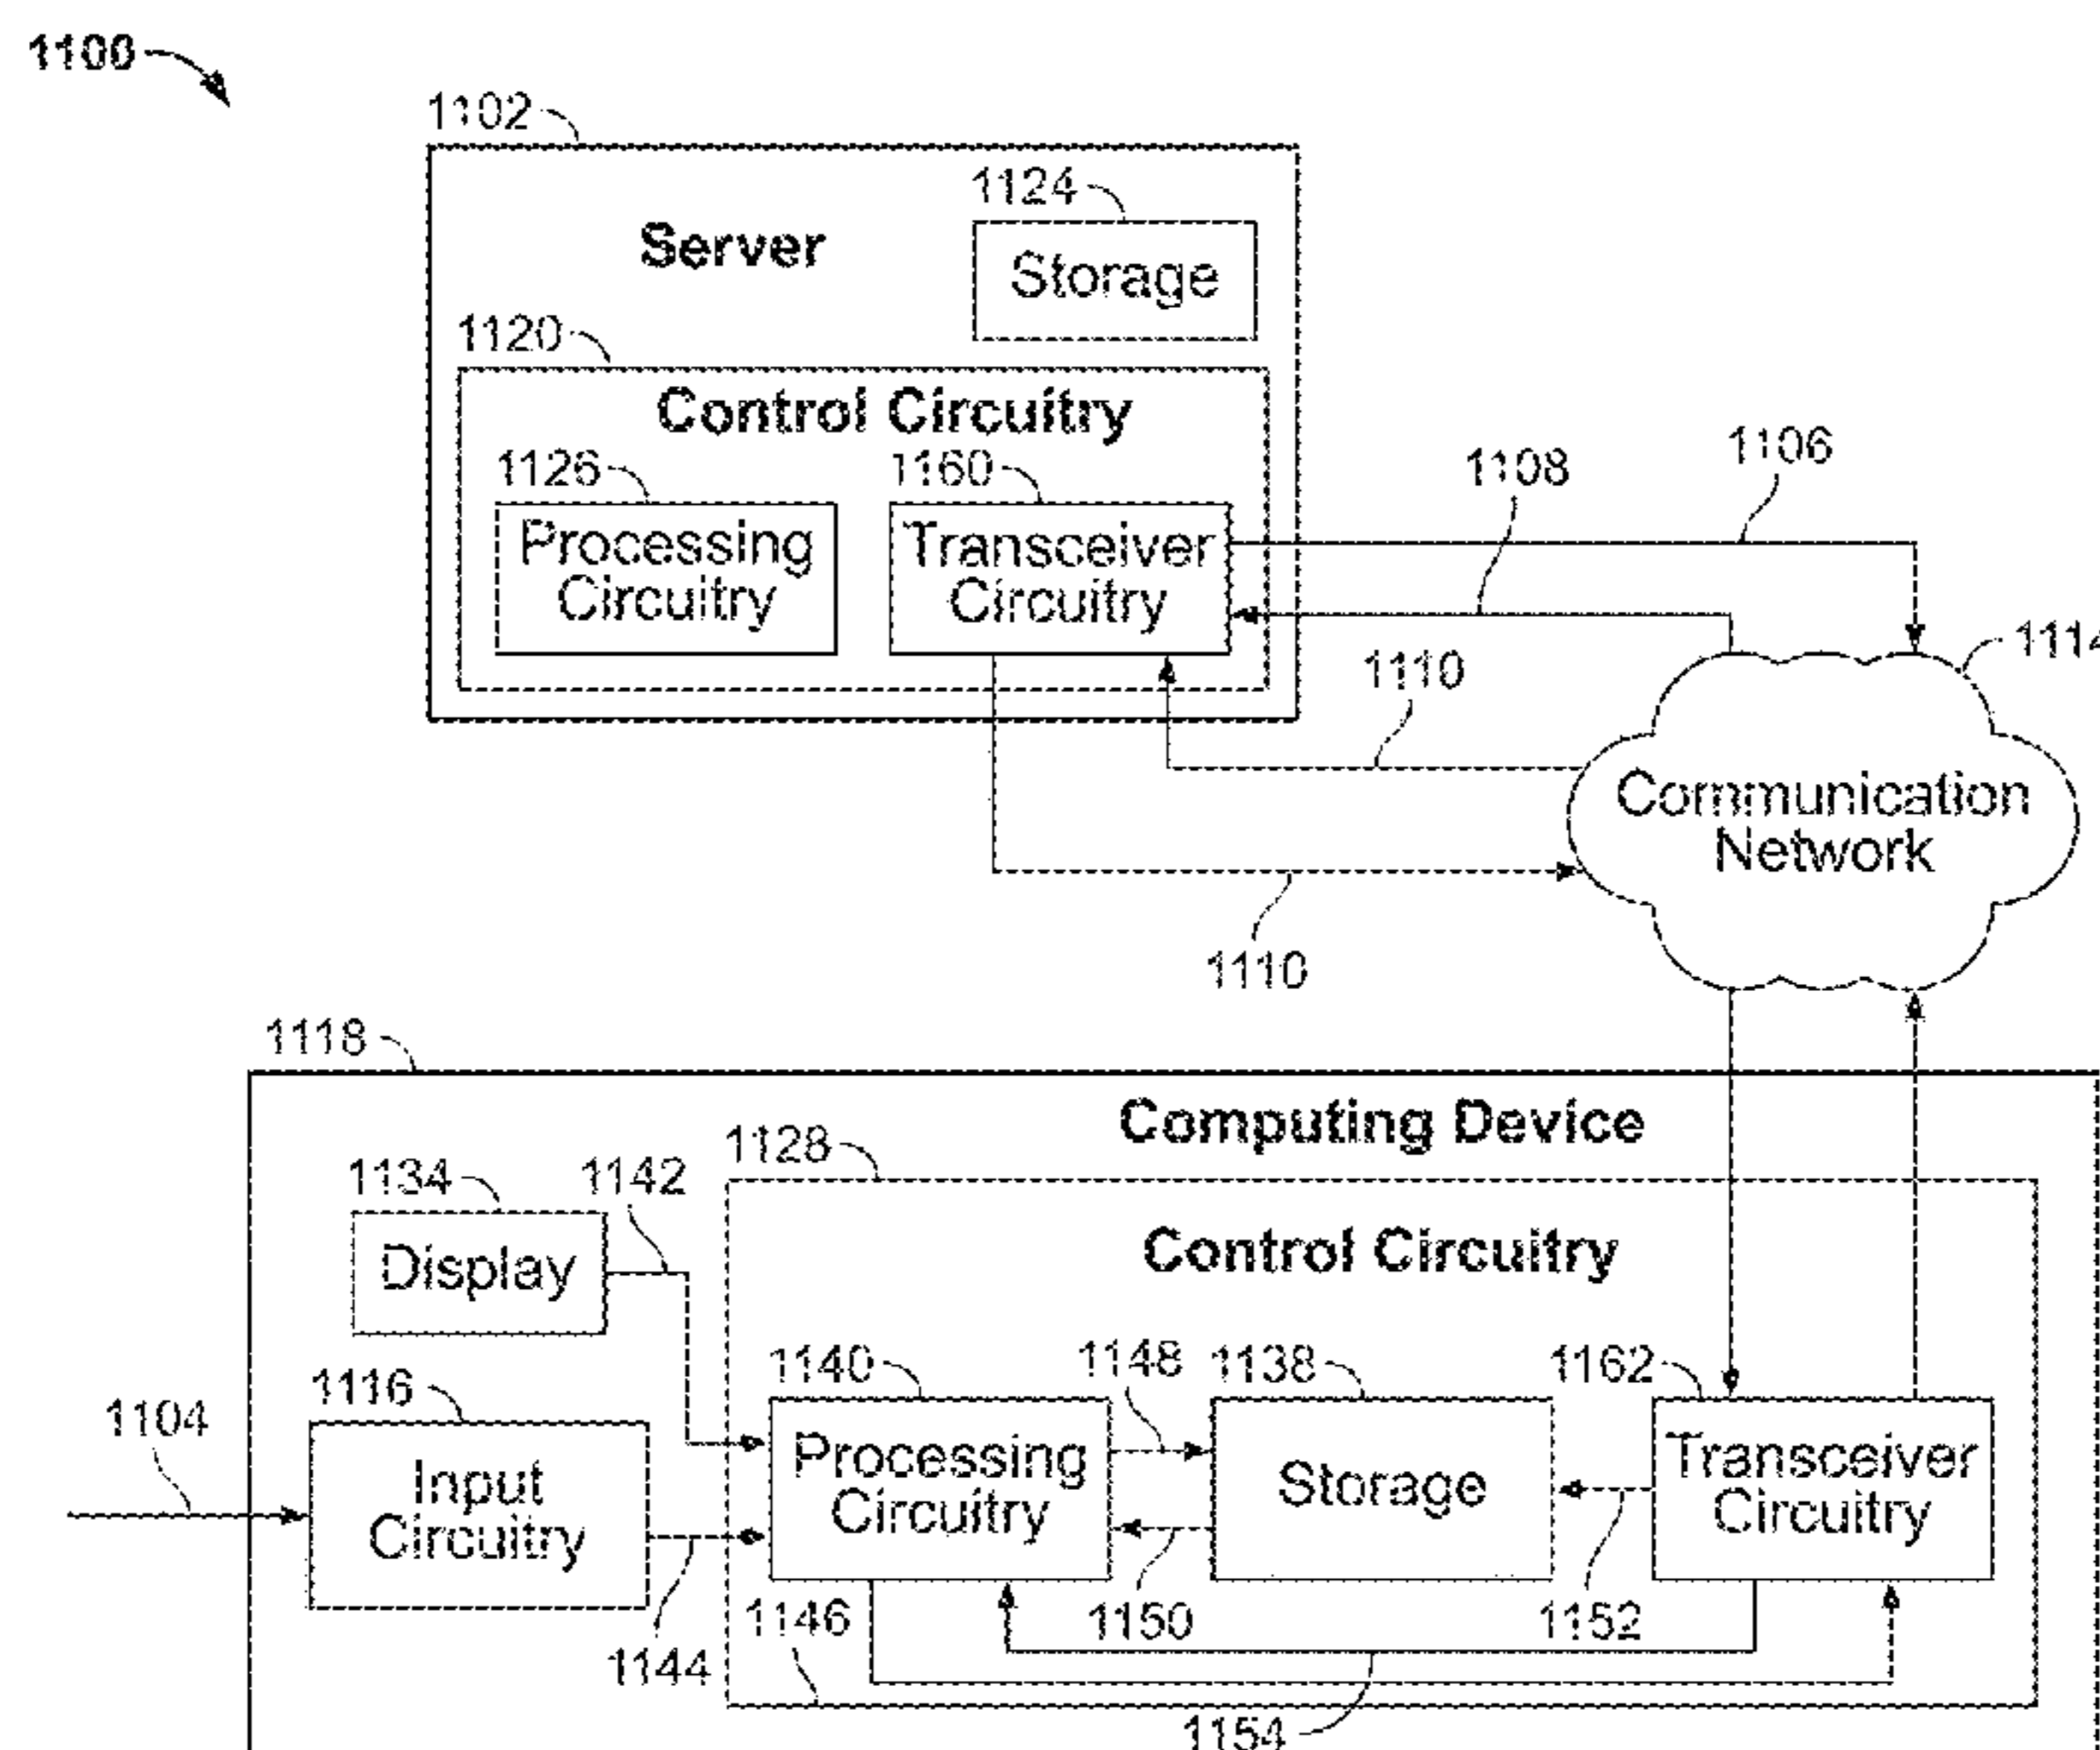 1100
1102
1124
Server
Storage
1120
Control Circuitry
1126
1160
1108
1106
Processing
Circuitry
Transceiver
Circuitry
1110
1114
Communication
Network
1110
1118
Computing Device
1128
1134
1142
Display
Control Circuitry
1116
1140
1148
1138
1162
1104
Input
Circuitry
Processing
Circuitry
Storage
Transceiver
Circuitry
1144
1146
1150
1152
1154